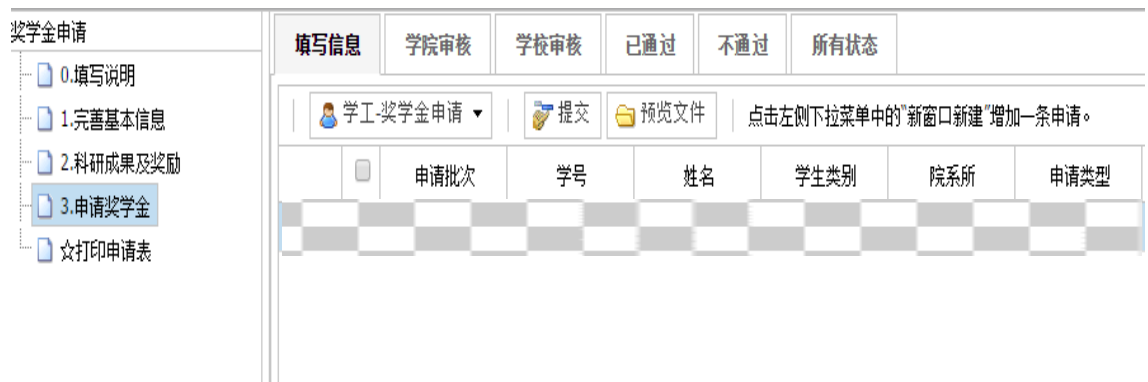 奖学金申请
0.填写说明
1.完善基本信息
2.科研成果及奖励
3.申请奖学金
☆打印申请表
填写信息 学院审核 学校审核 已通过 不通过 所有状态
学工-奖学金申请 ▼ 提交 预览文件 点击左侧下拉菜单中的"新窗口新建"增加一条申请。
申请批次 学号 姓名 学生类别 院系所 申请类型